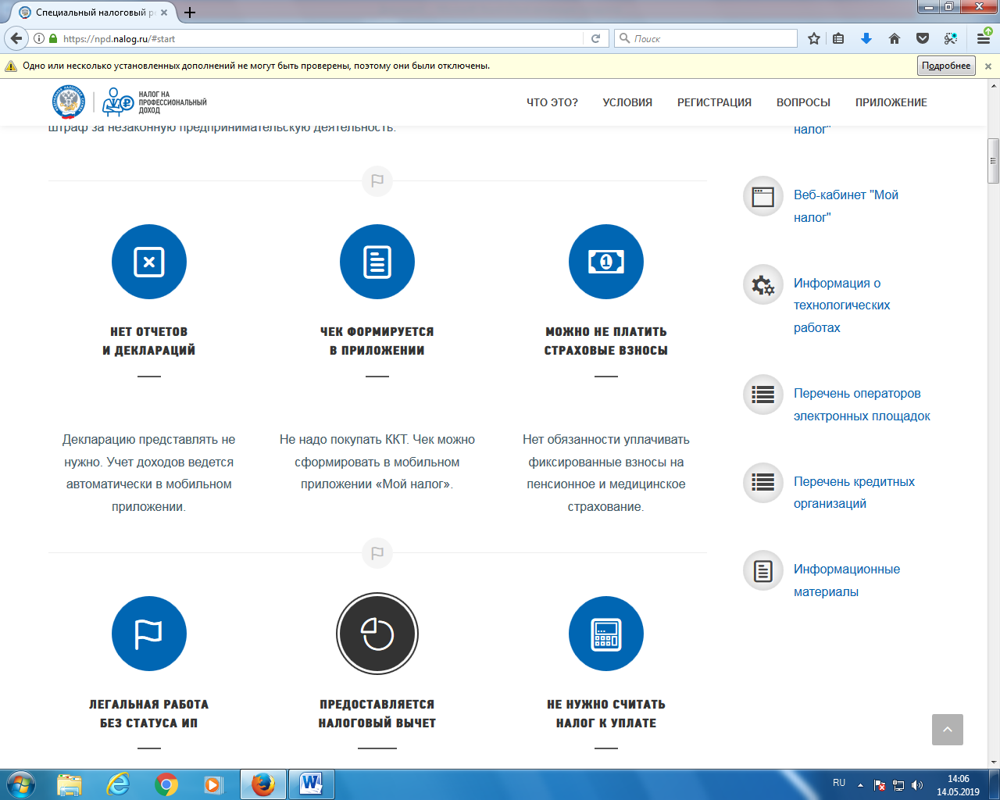 Специальный налоговый р
https://npd.nalog.ru/#start
Поиск
Одно или несколько установленных дополнений не могут быть проверены, поэтому они были отключены.
Подробнее
НАЛОГ НА
ПРОФЕССИОНАЛЬНЫЙ
ДОХОД
ЧТО ЭТО?
УСЛОВИЯ
РЕГИСТРАЦИЯ
ВОПРОСЫ
ПРИЛОЖЕНИЕ
штраф за незаконную предпринимательскую деятельность.
НЕТ ОТЧЕТОВ
И ДЕКЛАРАЦИЙ
Декларацию представлять не
нужно. Учет доходов ведется
автоматически в мобильном
приложении.
ЧЕК ФОРМИРУЕТСЯ
В ПРИЛОЖЕНИИ
Не надо покупать ККТ. Чек можно
сформировать в мобильном
приложении «Мой налог».
1
МОЖНО НЕ ПЛАТИТЬ
СТРАХОВЫЕ ВЗНОСЫ
Нет обязанности уплачивать
фиксированные взносы на
пенсионное и медицинское
страхование.
ЛЕГАЛЬНАЯ РАБОТА
БЕЗ СТАТУСА ИП
ПРЕДОСТАВЛЯЕТСЯ
НАЛОГОВЫЙ ВЫЧЕТ
НЕ НУЖНО СЧИТАТЬ
НАЛОГ К УПЛАТЕ
налог"
Веб-кабинет "Мой
налог"
Информация о
технологических
работах
Перечень операторов
электронных площадок
Перечень кредитных
организаций
Информационные
материалы
RU
14:06
14.05.2019